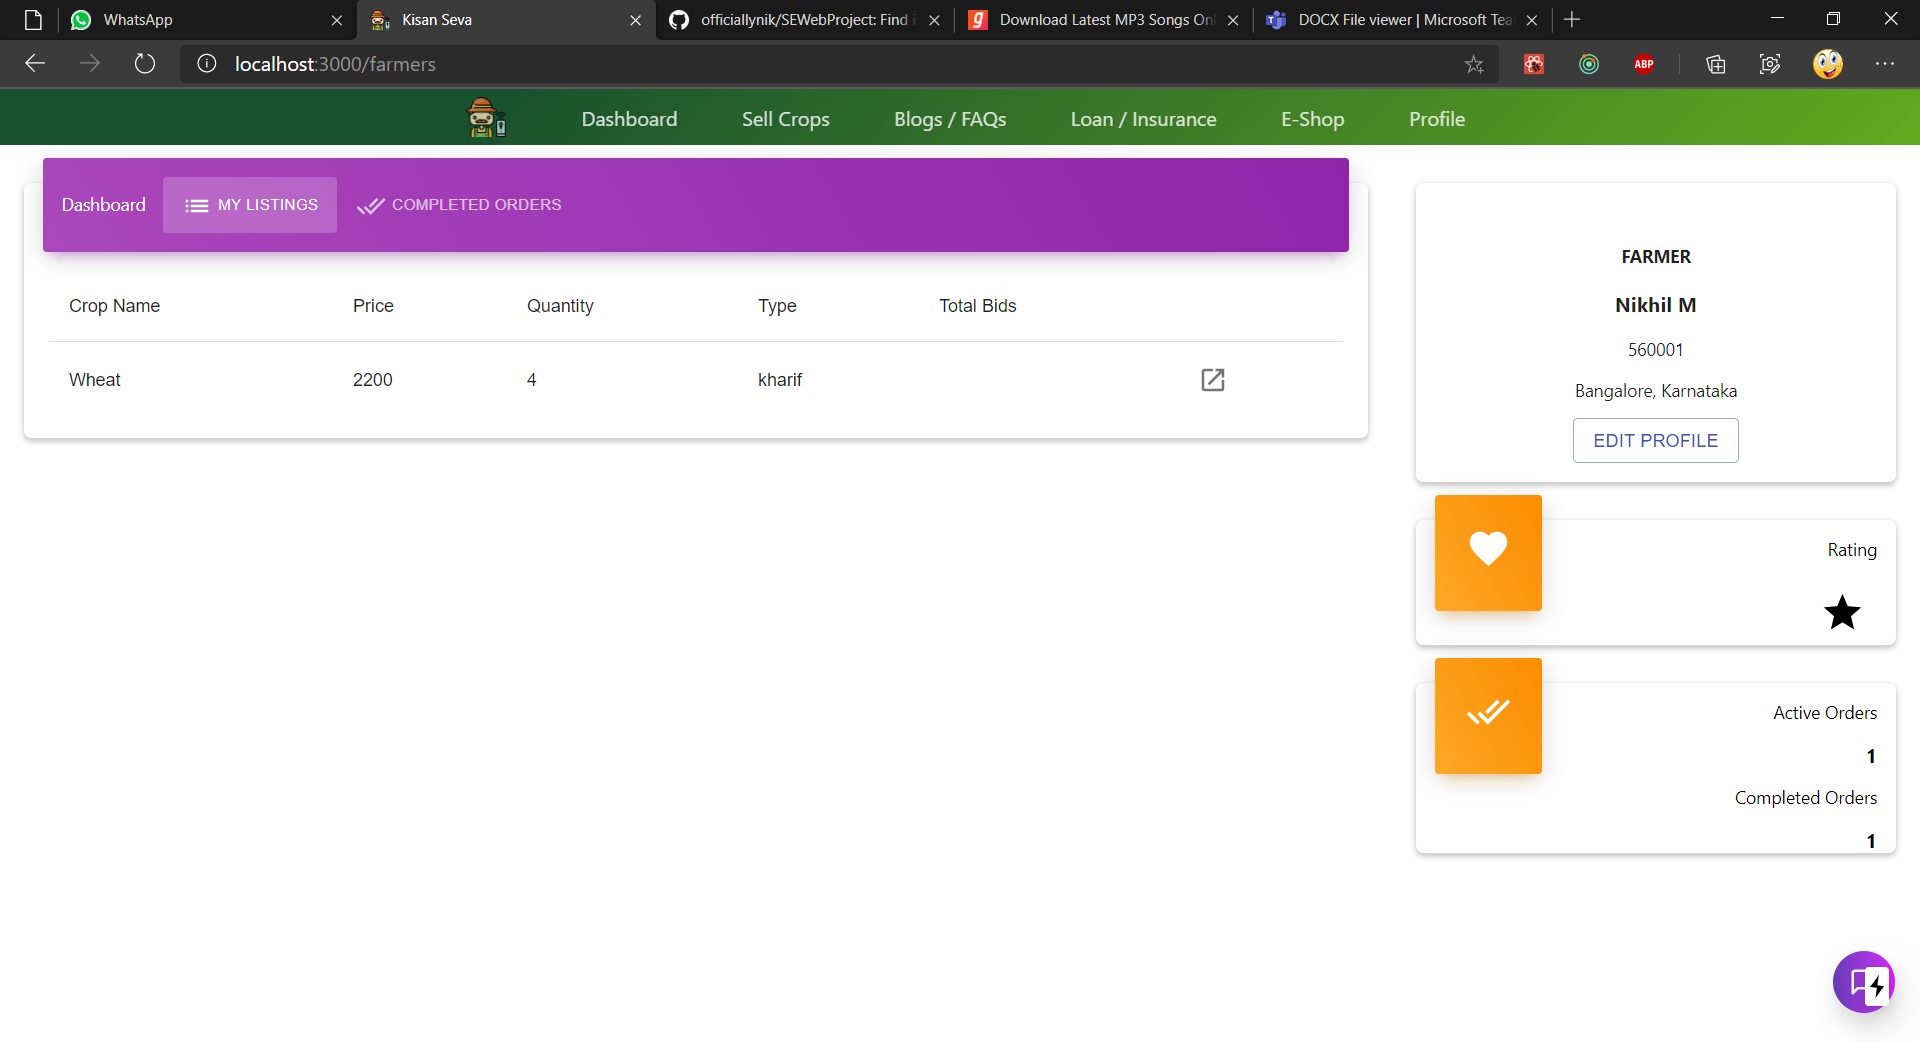 WhatsApp
Kisan Seva
officiallynik/SEWebProject: Find i
Download Latest MP3 Songs Onl
DOCX File viewer | Microsoft Tea
localhost:3000/farmers
ABP
Dashboard
Sell Crops
Blogs / FAQs
Loan / Insurance
E-Shop
Profile
Dashboard
MY LISTINGS
COMPLETED ORDERS
Crop Name Price Quantity Type Total Bids
Wheat 2200 4 kharif
FARMER
Nikhil M
560001
Bangalore, Karnataka
EDIT PROFILE
Rating
Active Orders
1
Completed Orders
1